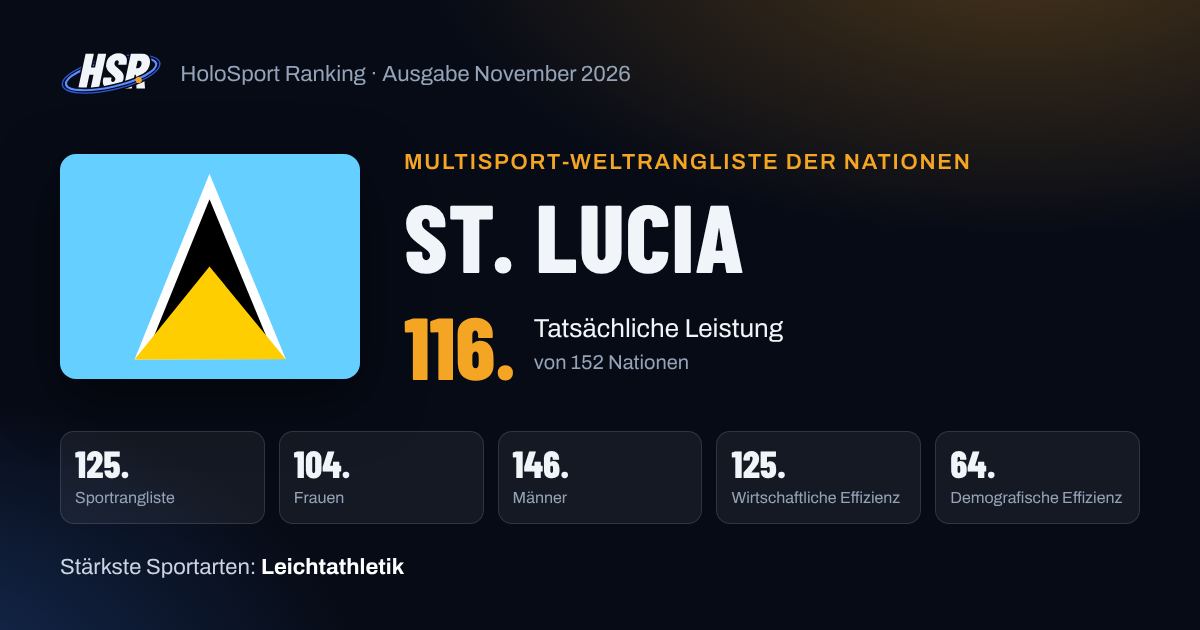 HSR
HoloSport Ranking · Ausgabe November 2026
MULTISPORT-WELTRANGLISTE DER NATIONEN
ST. LUCIA
116.
Tatsächliche Leistung
von 152 Nationen
125.
Sportrangliste
104.
Frauen
146.
Männer
125.
Wirtschaftliche Effizienz
64.
Demografische Effizienz
Stärkste Sportarten: Leichtathletik